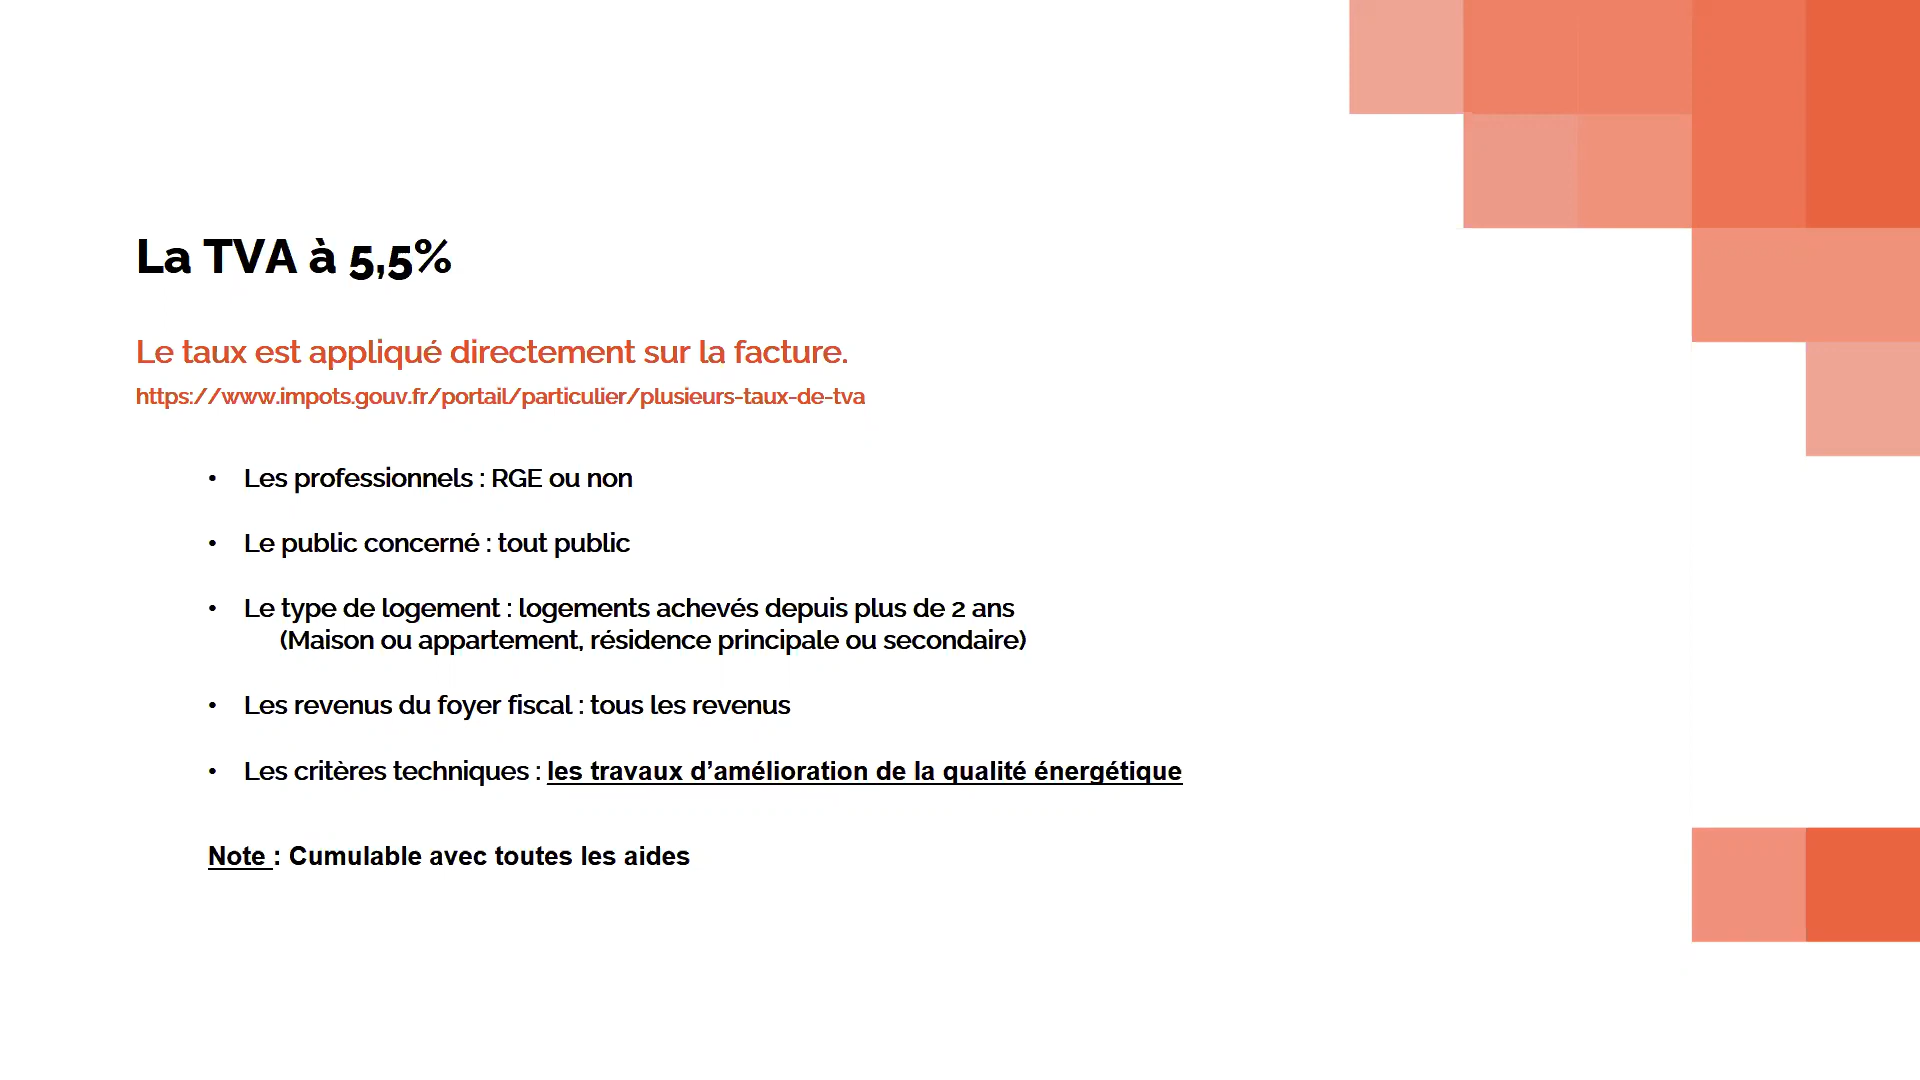 La TVA à 5,5%
Le taux est appliqué directement sur la facture.
https://www.impots.gouv.fr/portail/particulier/plusieurs-taux-de-tva
• Les professionnels : RGE ou non
• Le public concerné : tout public
• Le type de logement : logements achevés depuis plus de 2 ans
(Maison ou appartement, résidence principale ou secondaire)
• Les revenus du foyer fiscal : tous les revenus
• Les critères techniques : les travaux d’amélioration de la qualité énergétique
Note : Cumulable avec toutes les aides